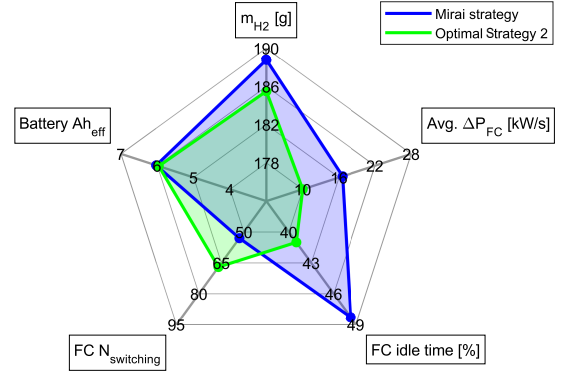 m_H2 [g]
Mirai strategy
Optimal Strategy 2
190
186
182
178
Battery Ah_eff
Avg. ΔP_FC [kW/s]
7
6
5
4
10
16
22
28
50
65
80
95
40
43
46
49
FC N_switching
FC idle time [%]